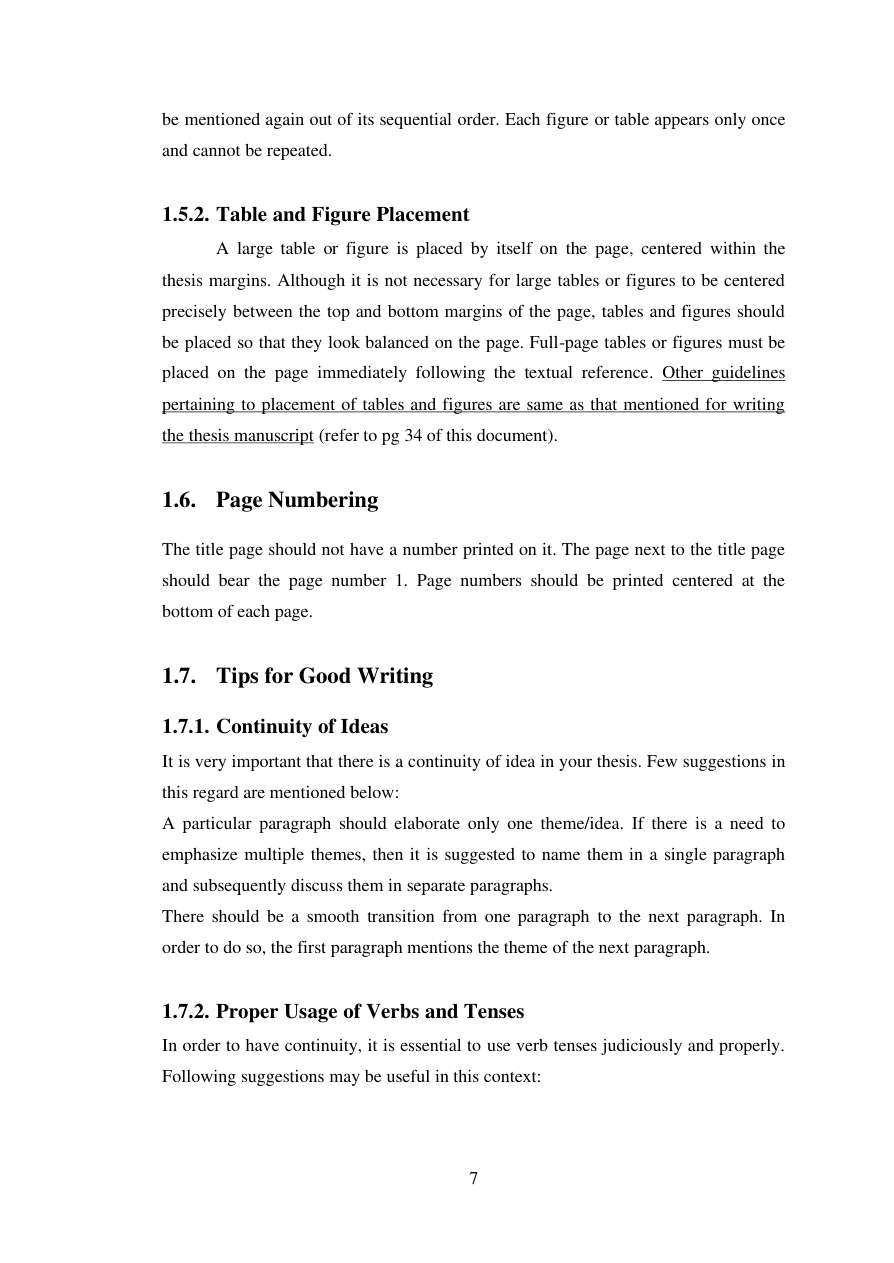 be mentioned again out of its sequential order. Each figure or table appears only once
and cannot be repeated.
1.5.2. Table and Figure Placement
A large table or figure is placed by itself on the page, centered within the
thesis margins. Although it is not necessary for large tables or figures to be centered
precisely between the top and bottom margins of the page, tables and figures should
be placed so that they look balanced on the page. Full-page tables or figures must be
placed on the page immediately following the textual reference. Other guidelines
pertaining to placement of tables and figures are same as that mentioned for writing
the thesis manuscript (refer to pg 34 of this document).
1.6. Page Numbering
The title page should not have a number printed on it. The page next to the title page
should bear the page number 1. Page numbers should be printed centered at the
bottom of each page.
1.7. Tips for Good Writing
1.7.1. Continuity of Ideas
It is very important that there is a continuity of idea in your thesis. Few suggestions in
this regard are mentioned below:
A particular paragraph should elaborate only one theme/idea. If there is a need to
emphasize multiple themes, then it is suggested to name them in a single paragraph
and subsequently discuss them in separate paragraphs.
There should be a smooth transition from one paragraph to the next paragraph. In
order to do so, the first paragraph mentions the theme of the next paragraph.
1.7.2. Proper Usage of Verbs and Tenses
In order to have continuity, it is essential to use verb tenses judiciously and properly.
Following suggestions may be useful in this context:
7